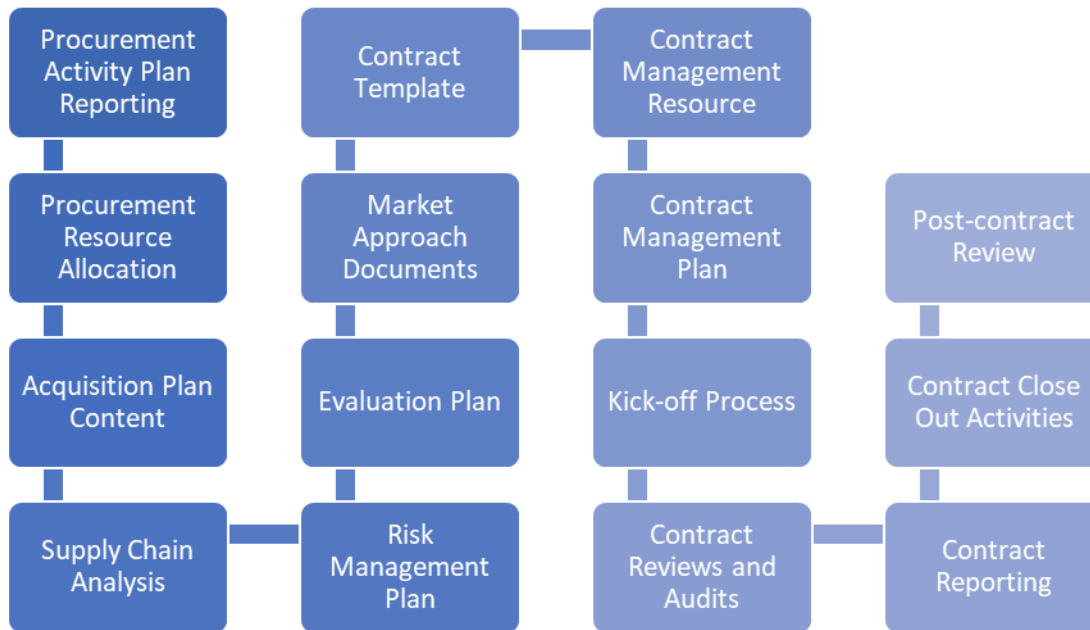 Procurement
Activity Plan
Reporting
Procurement
Resource
Allocation
Acquisition Plan
Content
Supply Chain
Analysis
Risk
Management
Plan
Evaluation Plan
Market
Approach
Documents
Contract
Template
Contract
Management
Resource
Contract
Management
Plan
Kick-off Process
Contract
Reviews and
Audits
Contract
Reporting
Contract Close
Out Activities
Post-contract
Review